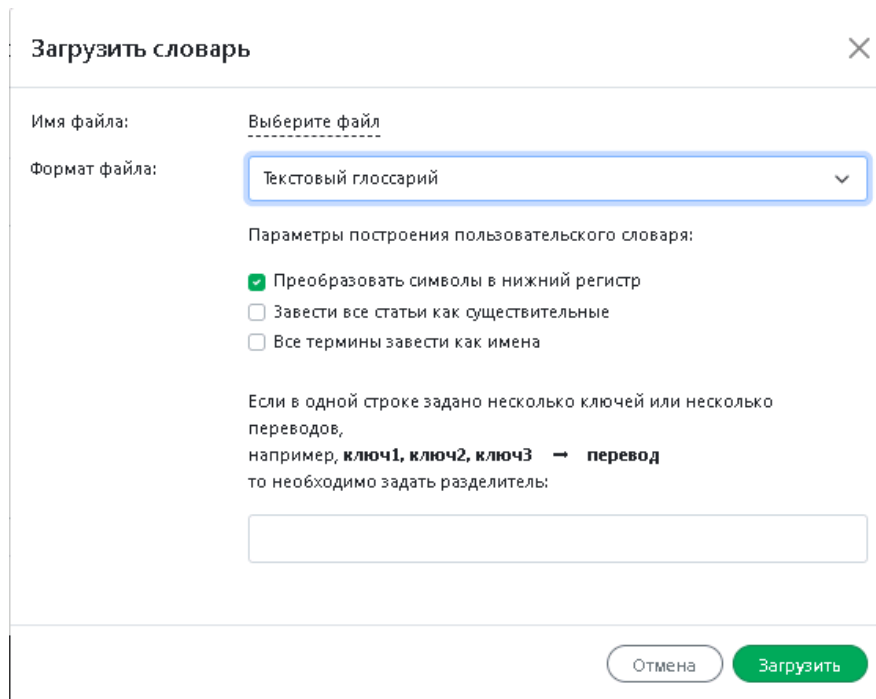 Загрузить словарь
Имя файла: Выберите файл
Формат файла: Текстовый глоссарий
Параметры построения пользовательского словаря:
Преобразовать символы в нижний регистр
Завести все статьи как существительные
Все термины завести как имена
Если в одной строке задано несколько ключей или несколько
переводов,
например, ключ1, ключ2, ключ3 → перевод
то необходимо задать разделитель:
Отмена Загрузить